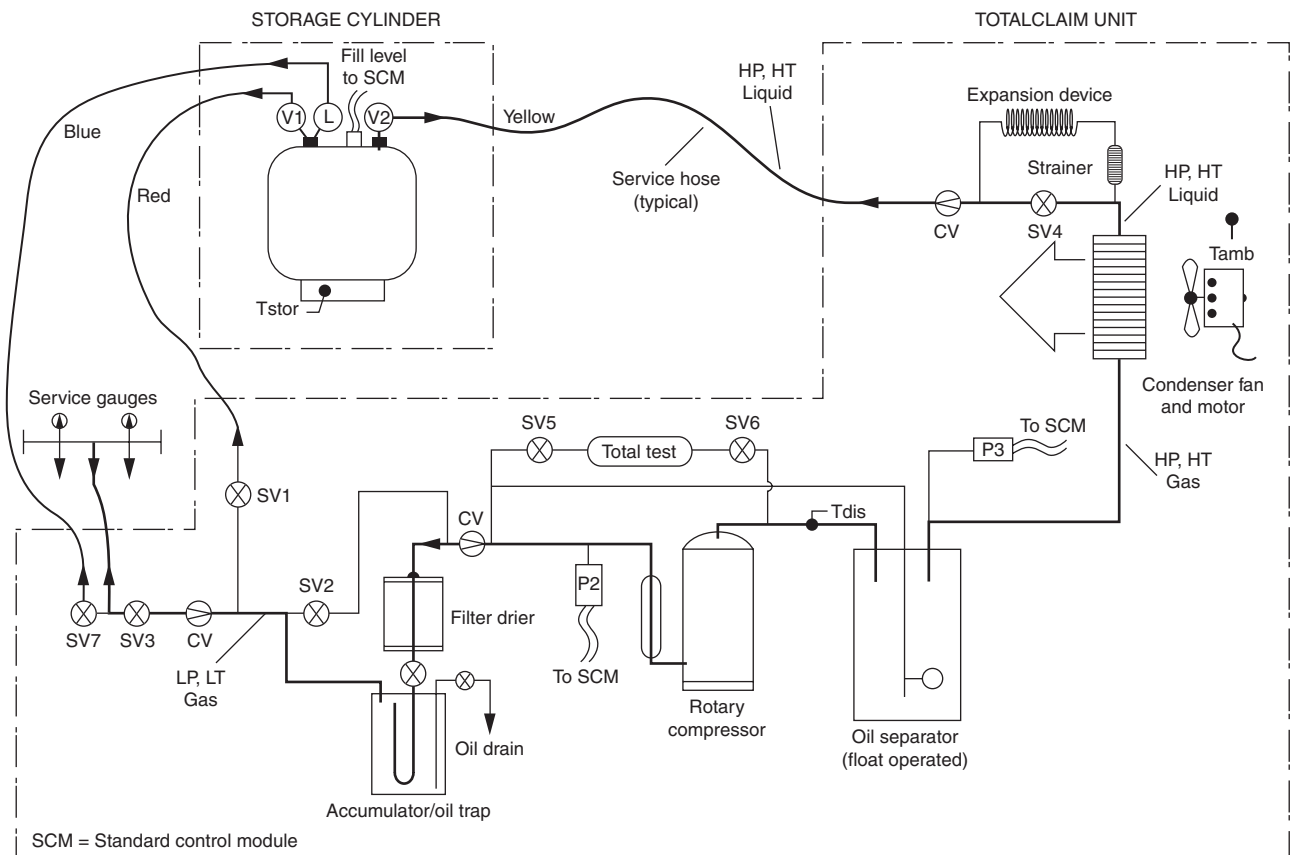 STORAGE CYLINDER
TOTALCLAIM UNIT
Fill level
to SCM
V1
L
V2
Blue
Yellow
Red
HP, HT
Liquid
Service hose
(typical)
Expansion device
Strainer
HP, HT
Liquid
CV
SV4
Tamb
Tstor
Condenser fan
and motor
Service gauges
SV5
SV6
Total test
To SCM
P3
HP, HT
Gas
SV1
CV
Tdis
SV2
P2
Filter drier
SV7
SV3
CV
LP, LT
Gas
To SCM
Rotary
compressor
Oil drain
Oil separator
(float operated)
Accumulator/oil trap
SCM = Standard control module